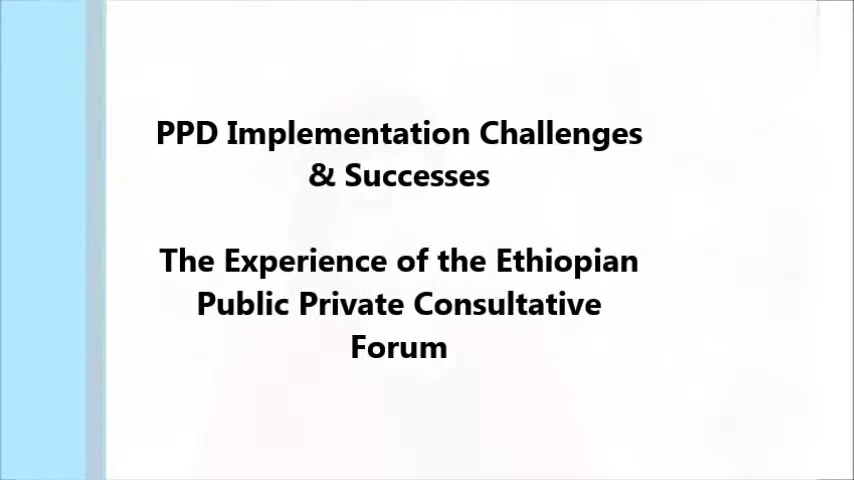 PPD Implementation Challenges
& Successes
The Experience of the Ethiopian
Public Private Consultative
Forum